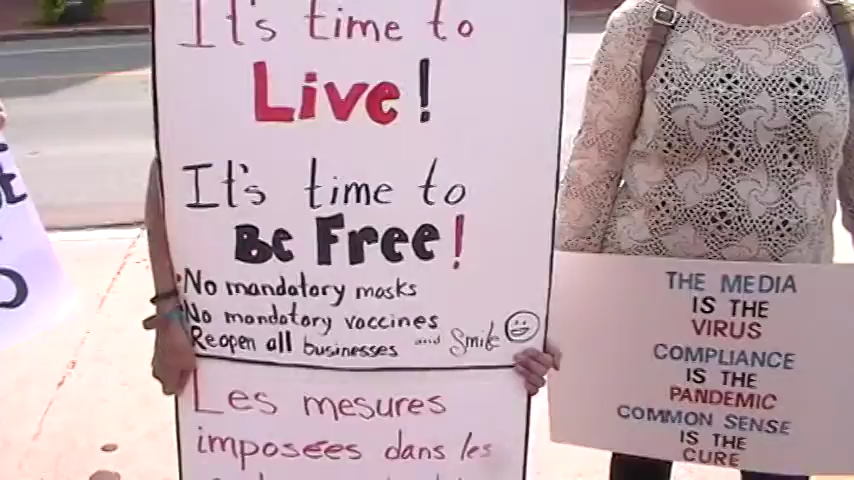 It's time to
Live!
It's time to
Be Free!
No mandatory masks
No mandatory vaccines
Reopen all businesses and Smile
Les mesures
imposées dans les
THE MEDIA
IS THE
VIRUS
COMPLIANCE
IS THE
PANDEMIC
COMMON SENSE
IS THE
CURE